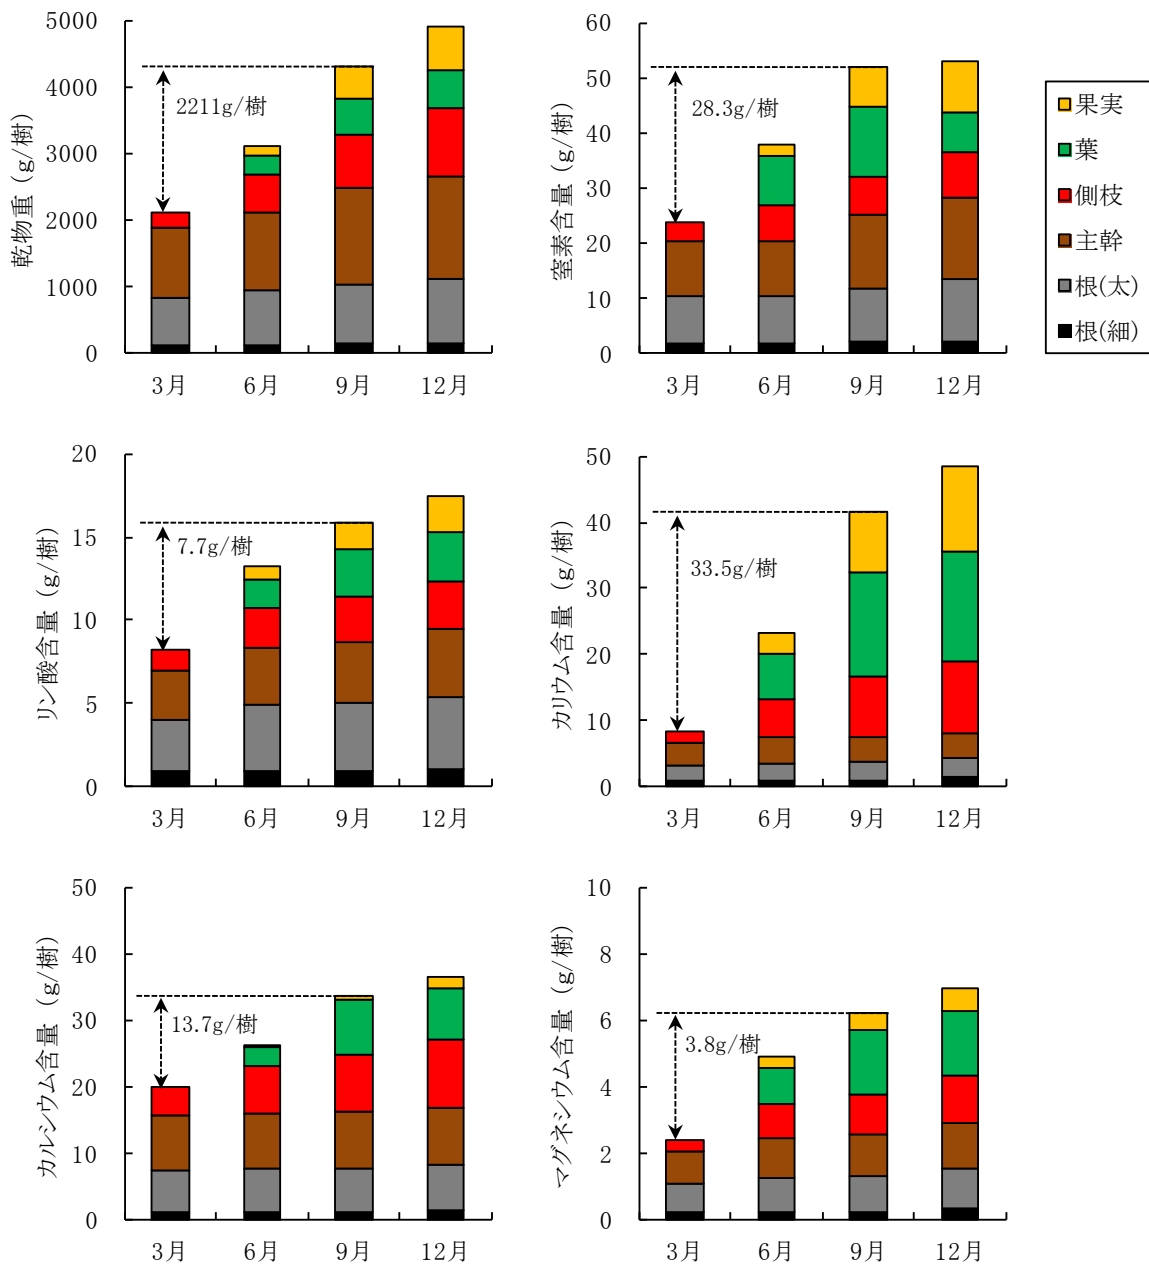 乾物重 (g/樹)
5000
4000
3000
2000
1000
0
2211g/樹
3月 6月 9月 12月
窒素含量 (g/樹)
60
50
40
30
20
10
0
28.3g/樹
3月 6月 9月 12月
果実
葉
側枝
主幹
根(太)
根(細)
リン酸含量 (g/樹)
20
15
10
5
0
7.7g/樹
3月 6月 9月 12月
カリウム含量 (g/樹)
50
40
30
20
10
0
33.5g/樹
3月 6月 9月 12月
カルシウム含量 (g/樹)
50
40
30
20
10
0
13.7g/樹
3月 6月 9月 12月
マグネシウム含量 (g/樹)
10
8
6
4
2
0
3.8g/樹
3月 6月 9月 12月